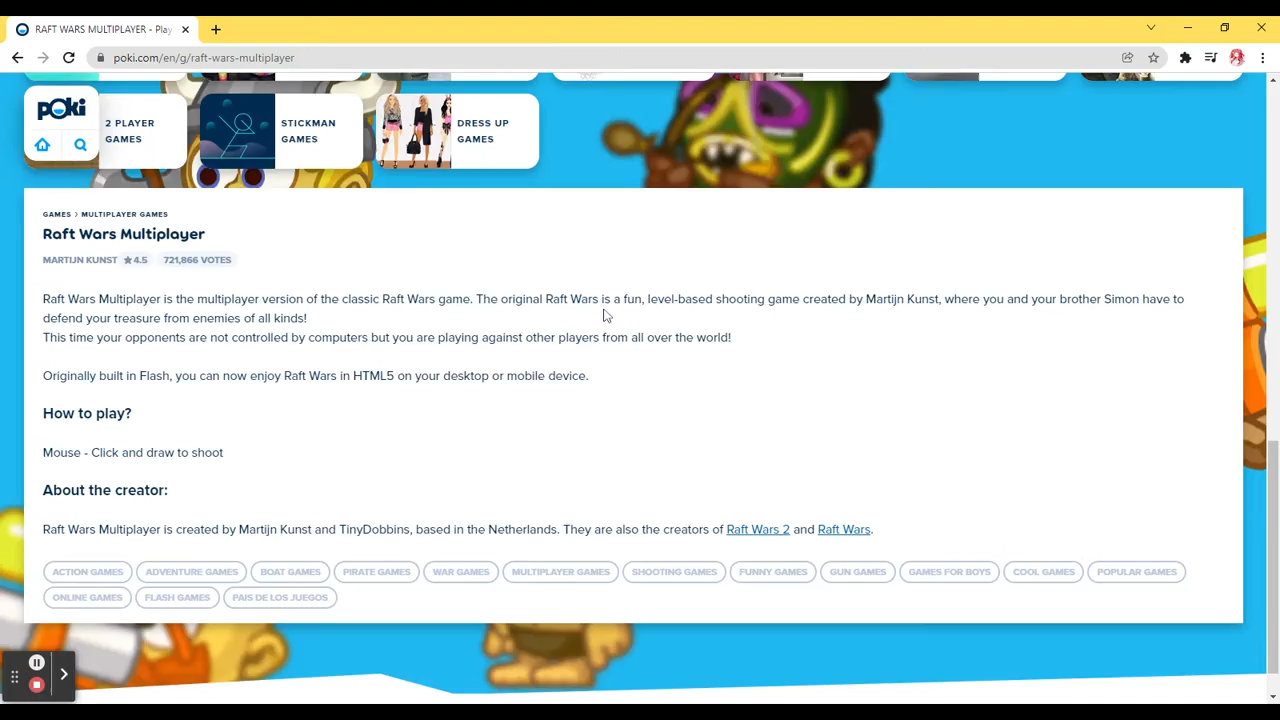 RAFT WARS MULTIPLAYER - Play
poki.com/en/g/raft-wars-multiplayer
poki
2 PLAYER
GAMES
STICKMAN
GAMES
DRESS UP
GAMES
GAMES › MULTIPLAYER GAMES
Raft Wars Multiplayer
MARTIJN KUNST ★4.5 721,866 VOTES
Raft Wars Multiplayer is the multiplayer version of the classic Raft Wars game. The original Raft Wars is a fun, level-based shooting game created by Martijn Kunst, where you and your brother Simon have to
defend your treasure from enemies of all kinds!
This time your opponents are not controlled by computers but you are playing against other players from all over the world!
Originally built in Flash, you can now enjoy Raft Wars in HTML5 on your desktop or mobile device.
How to play?
Mouse - Click and draw to shoot
About the creator:
Raft Wars Multiplayer is created by Martijn Kunst and TinyDobbins, based in the Netherlands. They are also the creators of Raft Wars 2 and Raft Wars.
ACTION GAMES ADVENTURE GAMES BOAT GAMES PIRATE GAMES WAR GAMES MULTIPLAYER GAMES SHOOTING GAMES FUNNY GAMES GUN GAMES GAMES FOR BOYS COOL GAMES POPULAR GAMES
ONLINE GAMES FLASH GAMES PAIS DE LOS JUEGOS